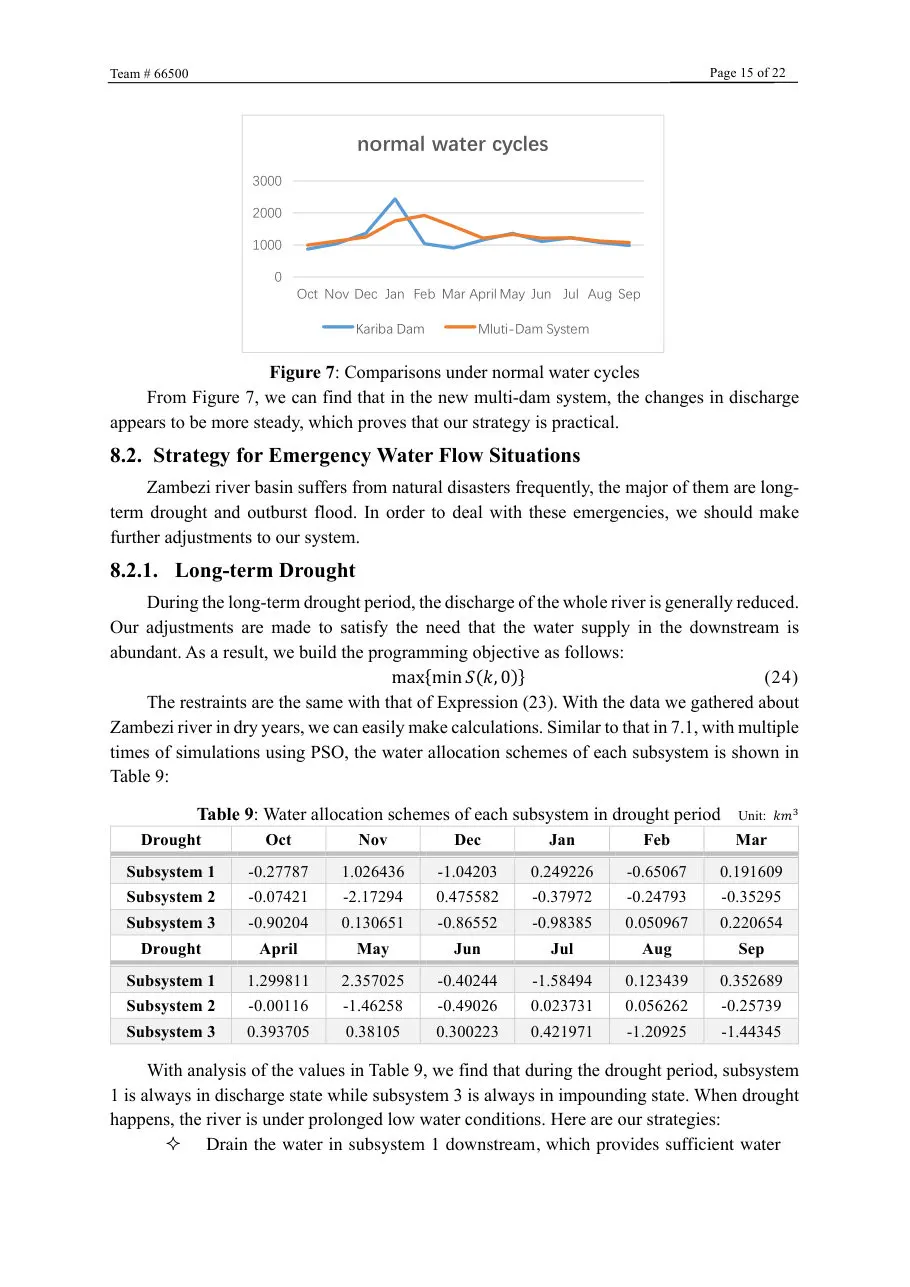 Team # 66500
Page 15 of 22
normal water cycles
3000
2000
1000
0
Oct Nov Dec Jan Feb Mar April May Jun Jul Aug Sep
Kariba Dam Mluti-Dam System
Figure 7: Comparisons under normal water cycles
From Figure 7, we can find that in the new multi-dam system, the changes in discharge
appears to be more steady, which proves that our strategy is practical.
8.2. Strategy for Emergency Water Flow Situations
Zambezi river basin suffers from natural disasters frequently, the major of them are long-
term drought and outburst flood. In order to deal with these emergencies, we should make
further adjustments to our system.
8.2.1. Long-term Drought
During the long-term drought period, the discharge of the whole river is generally reduced.
Our adjustments are made to satisfy the need that the water supply in the downstream is
abundant. As a result, we build the programming objective as follows:
max{min 𝑆(𝑘, 0)} (24)
The restraints are the same with that of Expression (23). With the data we gathered about
Zambezi river in dry years, we can easily make calculations. Similar to that in 7.1, with multiple
times of simulations using PSO, the water allocation schemes of each subsystem is shown in
Table 9:
Table 9: Water allocation schemes of each subsystem in drought period Unit: 𝑘𝑚³
Drought Oct Nov Dec Jan Feb Mar
Subsystem 1 -0.27787 1.026436 -1.04203 0.249226 -0.65067 0.191609
Subsystem 2 -0.07421 -2.17294 0.475582 -0.37972 -0.24793 -0.35295
Subsystem 3 -0.90204 0.130651 -0.86552 -0.98385 0.050967 0.220654
Drought April May Jun Jul Aug Sep
Subsystem 1 1.299811 2.357025 -0.40244 -1.58494 0.123439 0.352689
Subsystem 2 -0.00116 -1.46258 -0.49026 0.023731 0.056262 -0.25739
Subsystem 3 0.393705 0.38105 0.300223 0.421971 -1.20925 -1.44345
With analysis of the values in Table 9, we find that during the drought period, subsystem
1 is always in discharge state while subsystem 3 is always in impounding state. When drought
happens, the river is under prolonged low water conditions. Here are our strategies:
✧ Drain the water in subsystem 1 downstream, which provides sufficient water